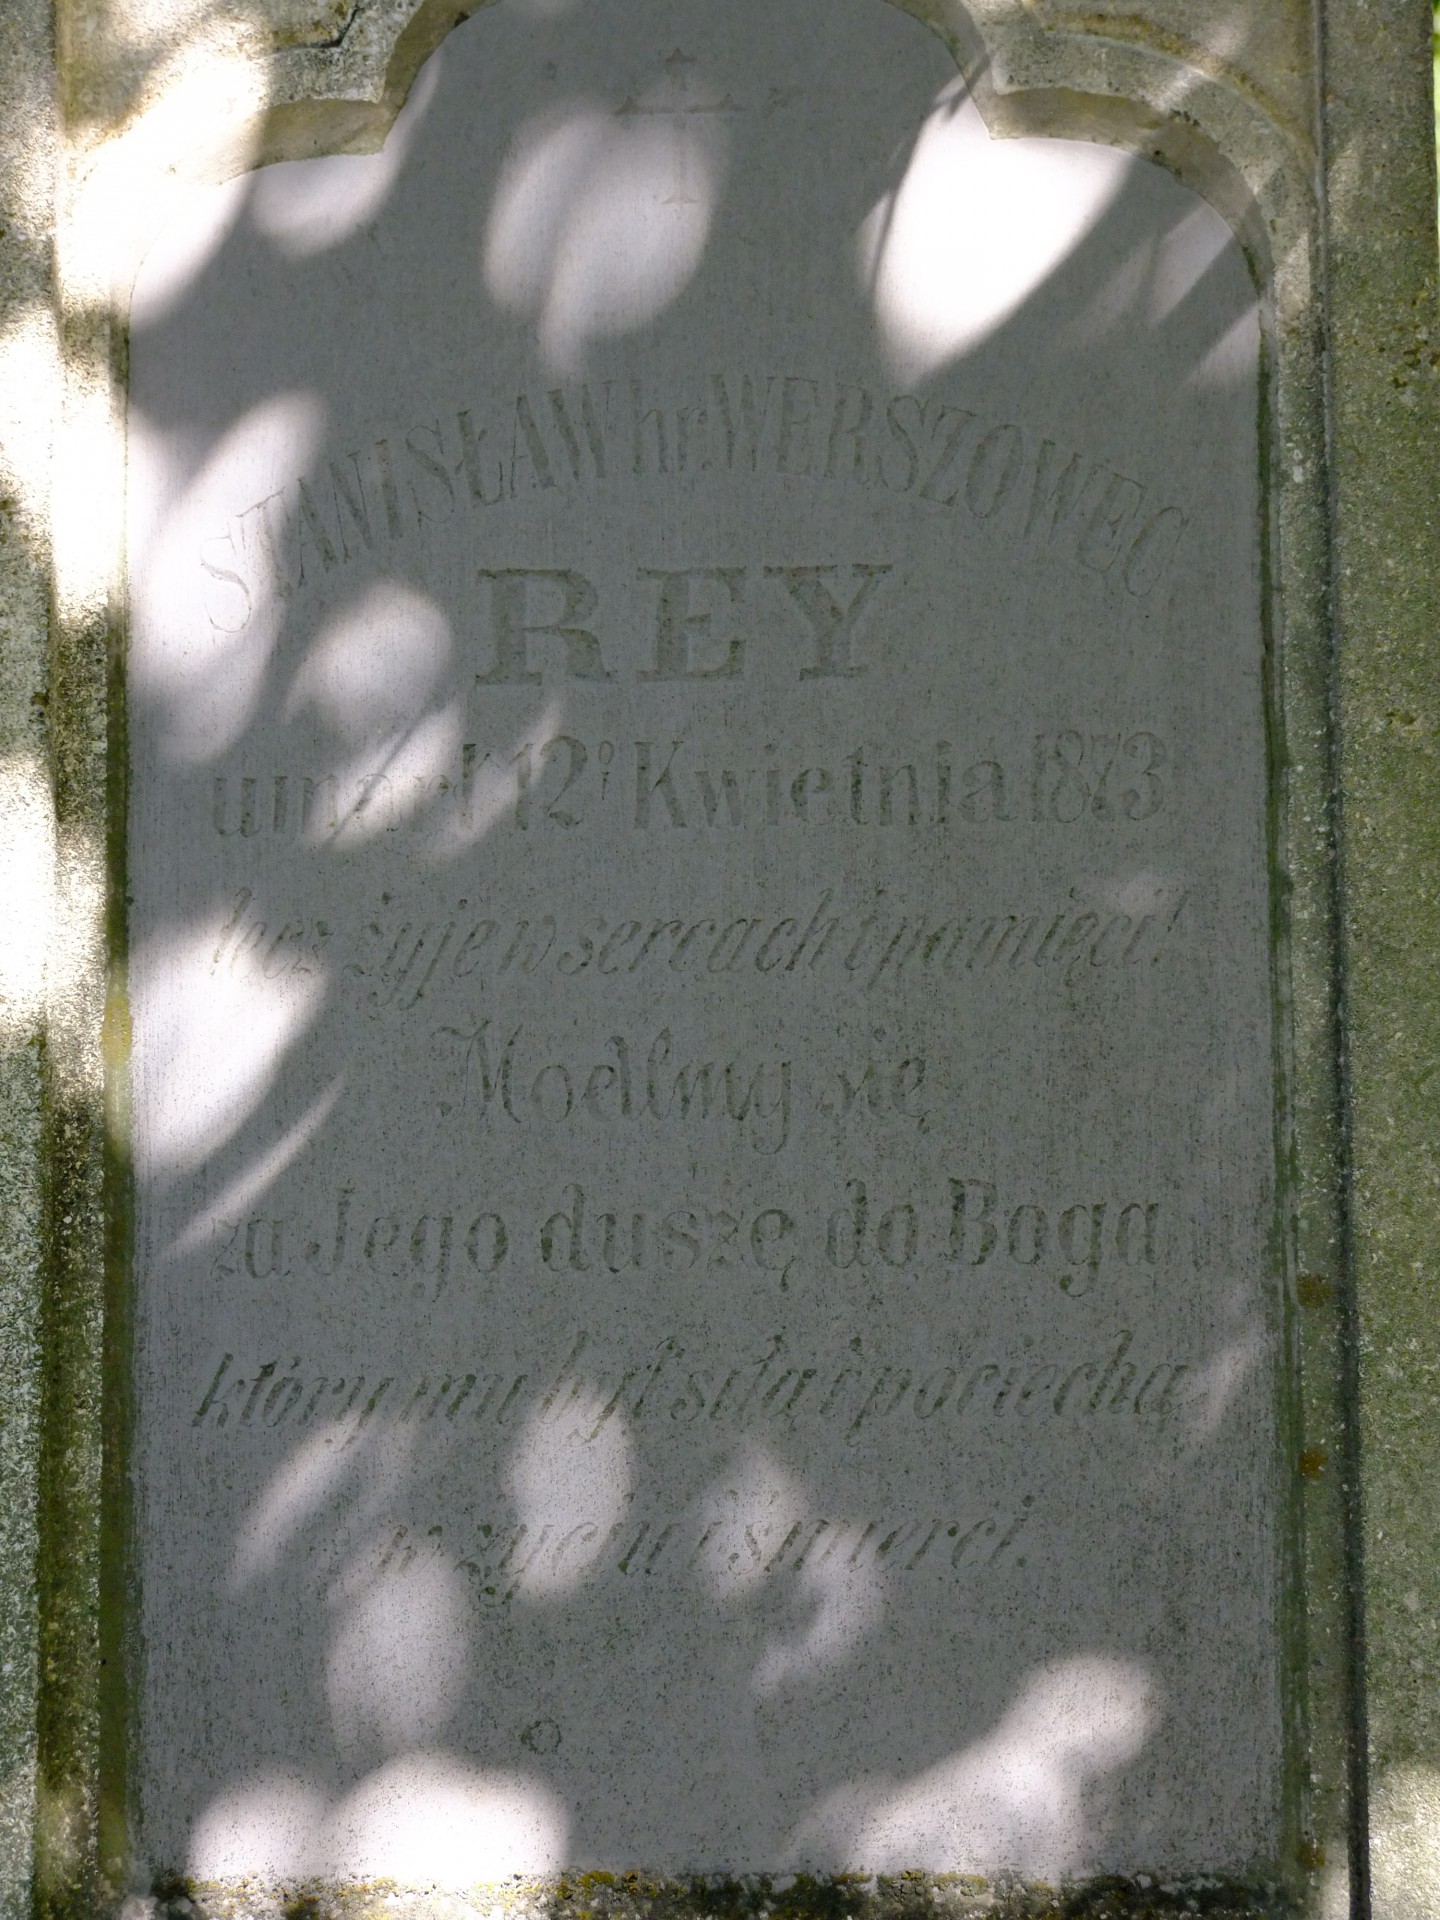 STANISŁAW hr. WERSZOWEC
REY
umarł 12º Kwietnia 1873
lecz żyje w sercach i pamięci!
Módlmy się
za Jego duszę do Boga
który mu był siłą i pociechą
w życiu i śmierci.